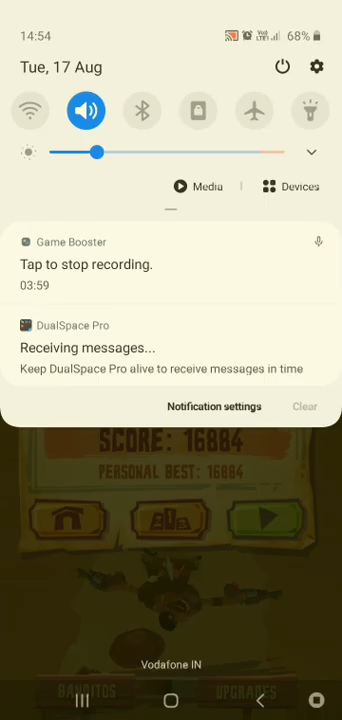 14:54
VoI) LTE1
68%
Tue, 17 Aug
Media
Devices
Game Booster
Tap to stop recording.
03:59
DualSpace Pro
Receiving messages...
Keep DualSpace Pro alive to receive messages in time
Notification settings
Clear
SCORE: 16884
PERSONAL BEST: 16884
Vodafone IN
BANDITOS
UPGRADES